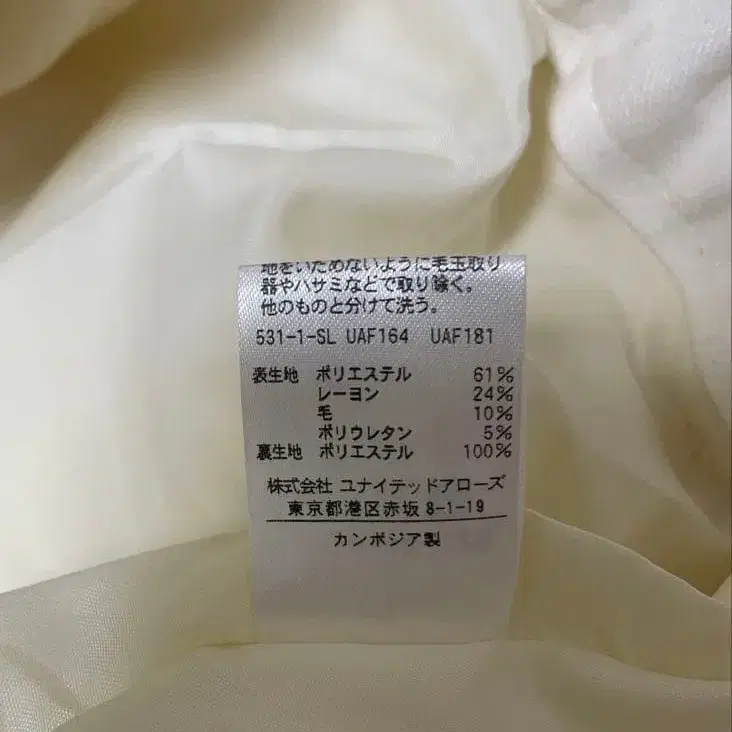 地をいためないように毛玉取り
器やハサミなどで取り除く。
他のものと分けて洗う。
531-1-SL UAF164 UAF181
表生地 ポリエステル 61%
レーヨン 24%
毛 10%
ポリウレタン 5%
裏生地 ポリエステル 100%
株式会社 ユナイテッドアローズ
東京都港区赤坂 8-1-19
カンボジア製